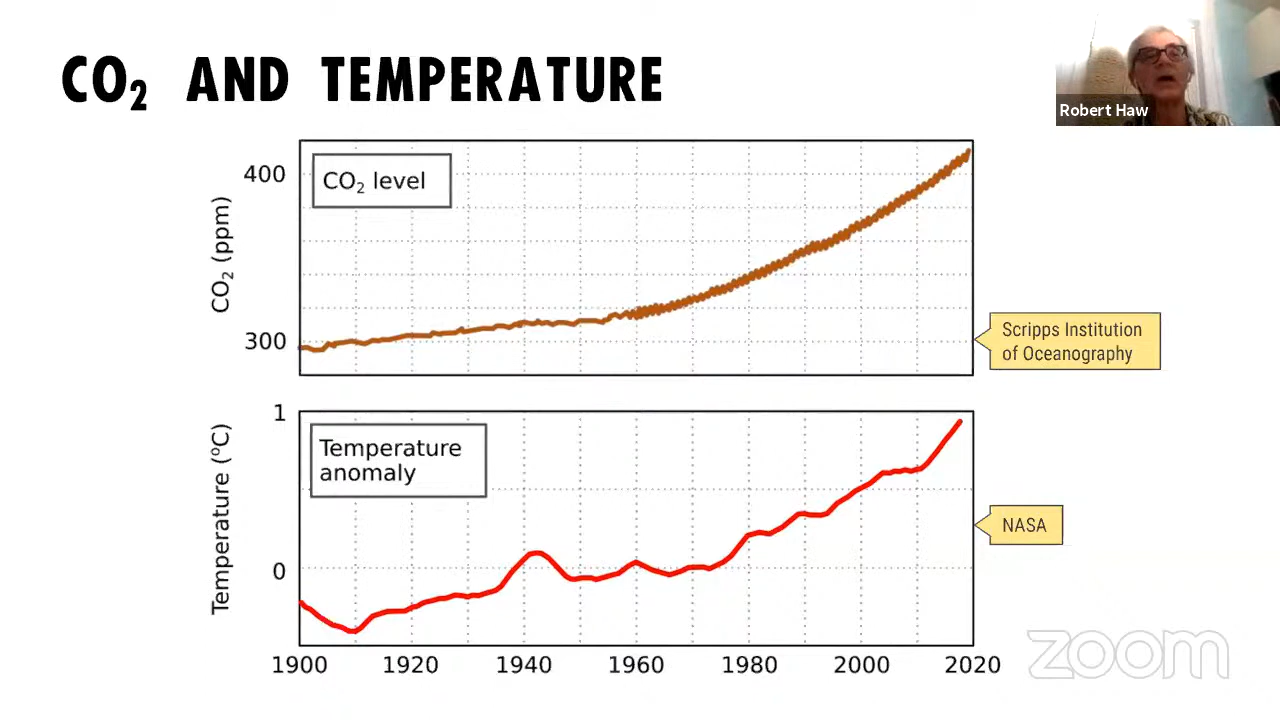 CO₂ AND TEMPERATURE
Robert Haw
400
CO₂ level
CO₂ (ppm)
300
Scripps Institution
of Oceanography
1
Temperature
anomaly
Temperature (ºC)
NASA
0
zoom
1900 1920 1940 1960 1980 2000 2020